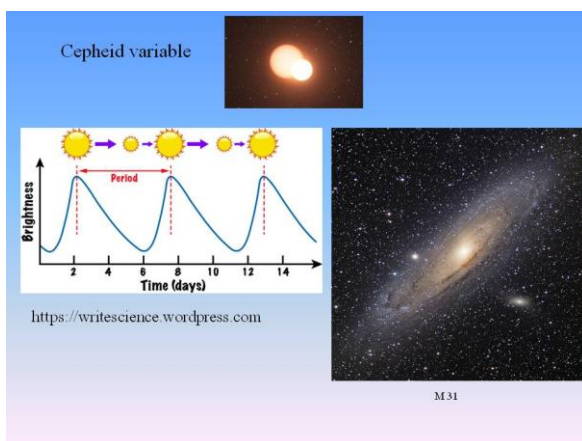 Cepheid variable
Period
Brightness
2 4 6 8 10 12 14
Time (days)
https://writescience.wordpress.com
M31